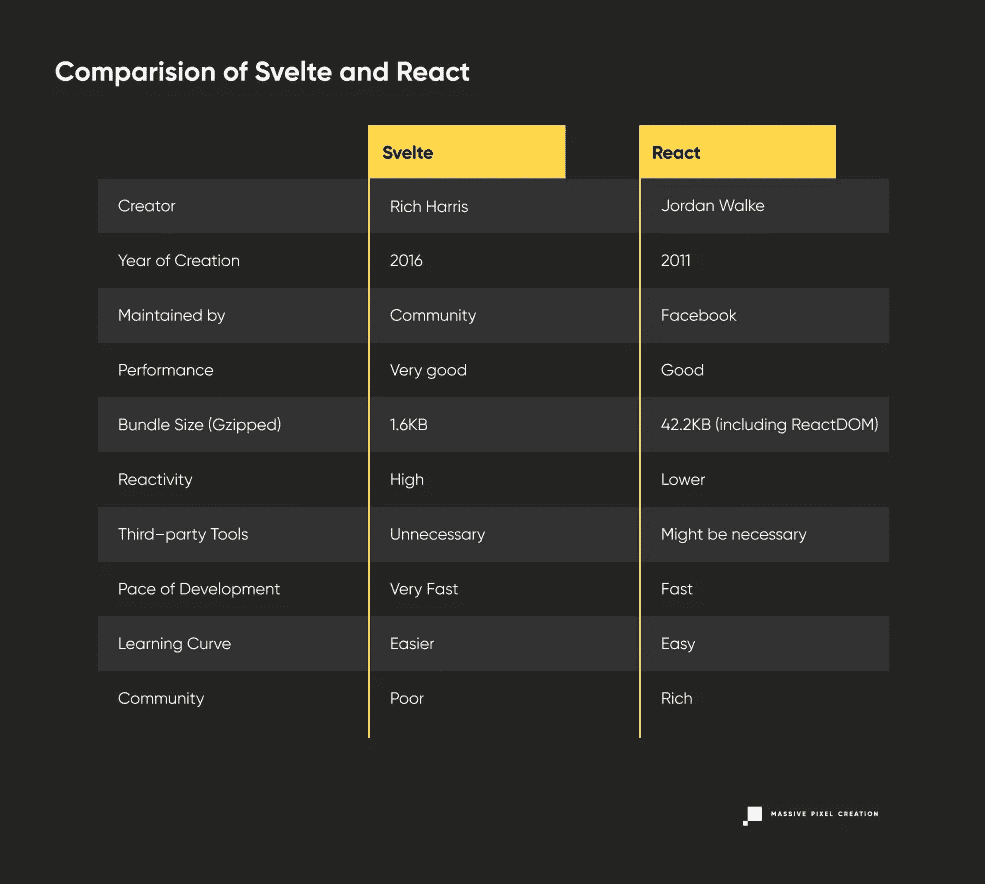 Comparision of Svelte and React
Svelte React
Creator Rich Harris Jordan Walke
Year of Creation 2016 2011
Maintained by Community Facebook
Performance Very good Good
Bundle Size (Gzipped) 1.6KB 42.2KB (including ReactDOM)
Reactivity High Lower
Third-party Tools Unnecessary Might be necessary
Pace of Development Very Fast Fast
Learning Curve Easier Easy
Community Poor Rich
MASSIVE PIXEL CREATION